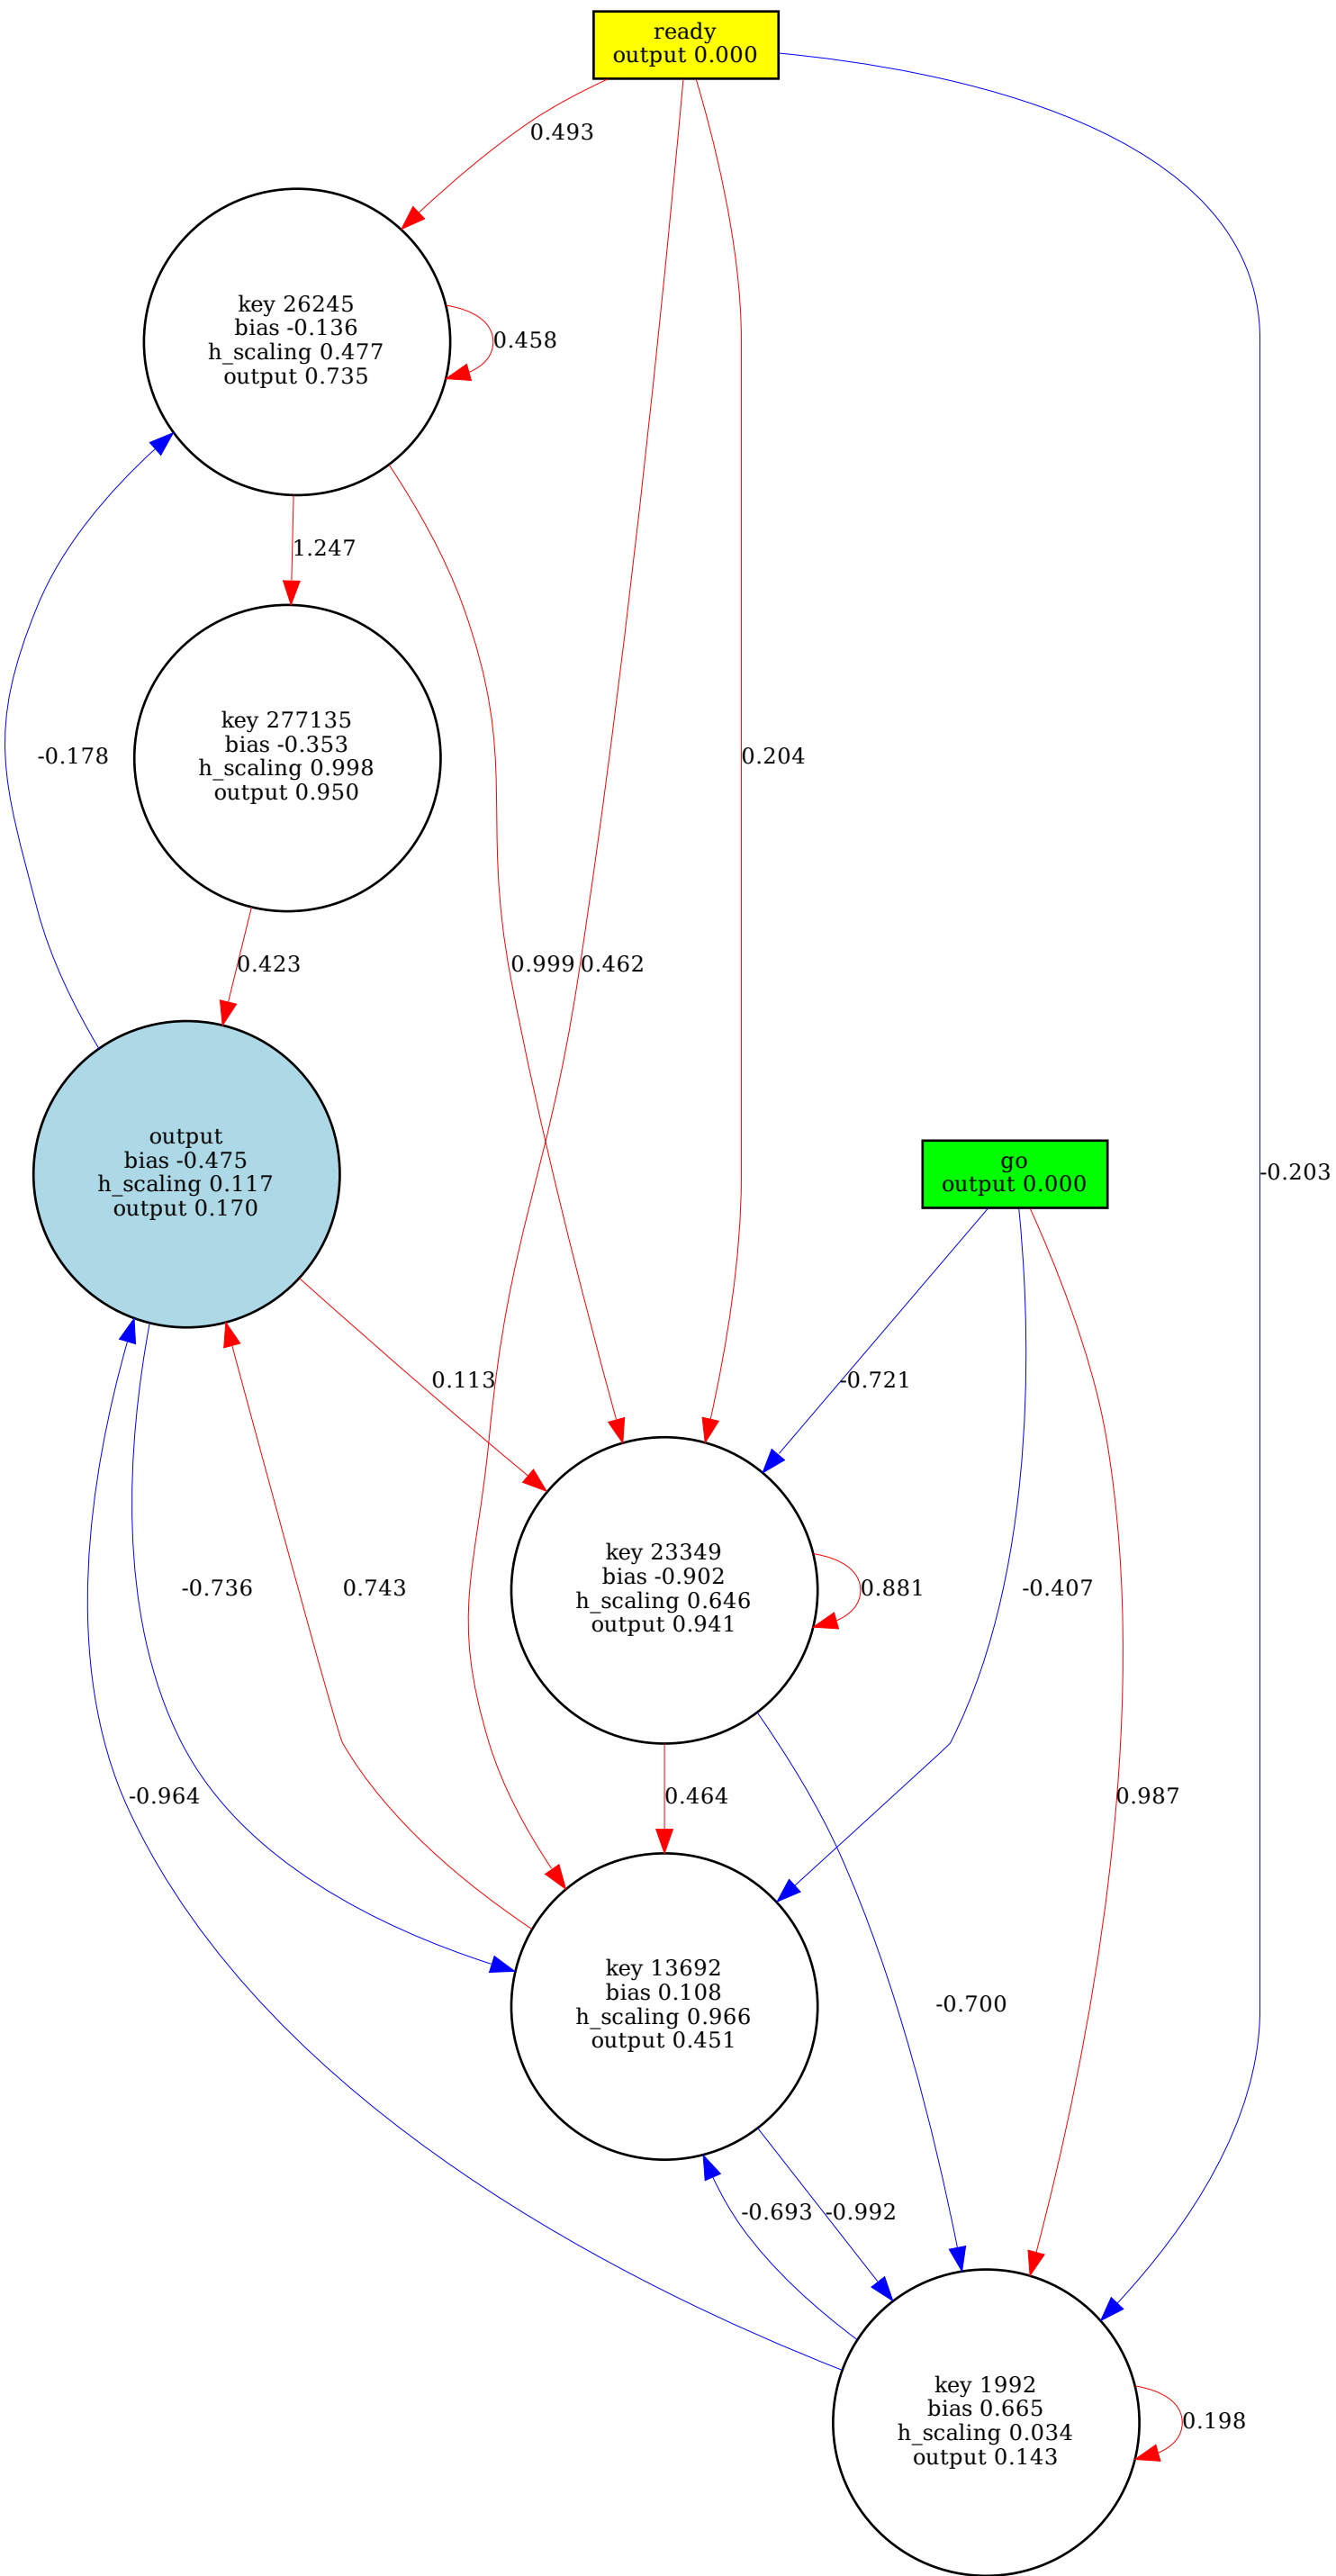 ready
output 0.000
0.493
key 26245
bias -0.136
h_scaling 0.477
output 0.735
0.458
1.247
key 277135
bias -0.353
h_scaling 0.998
output 0.950
-0.178
0.204
0.423
0.999
0.462
output
bias -0.475
h_scaling 0.117
output 0.170
go
output 0.000
-0.203
0.113
-0.721
key 23349
bias -0.902
h_scaling 0.646
output 0.941
-0.736
0.743
0.881
-0.407
-0.964
0.464
0.987
key 13692
bias 0.108
h_scaling 0.966
output 0.451
-0.700
-0.693
-0.992
key 1992
bias 0.665
h_scaling 0.034
output 0.143
0.198